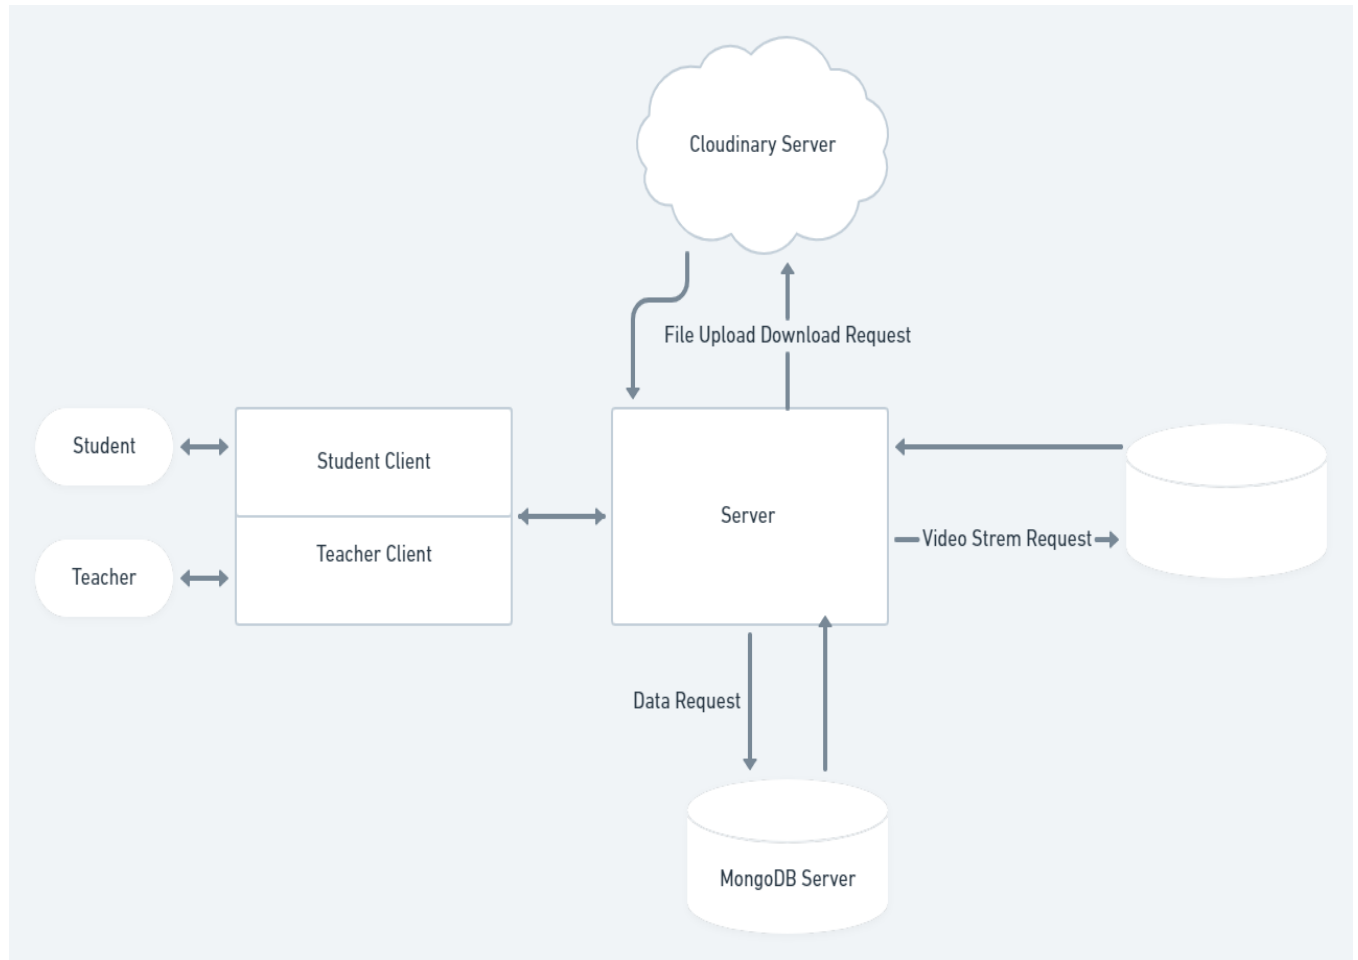 Cloudinary Server
File Upload Download Request
Student
Student Client
Server
Video Strem Request
Teacher Client
Teacher
Data Request
MongoDB Server